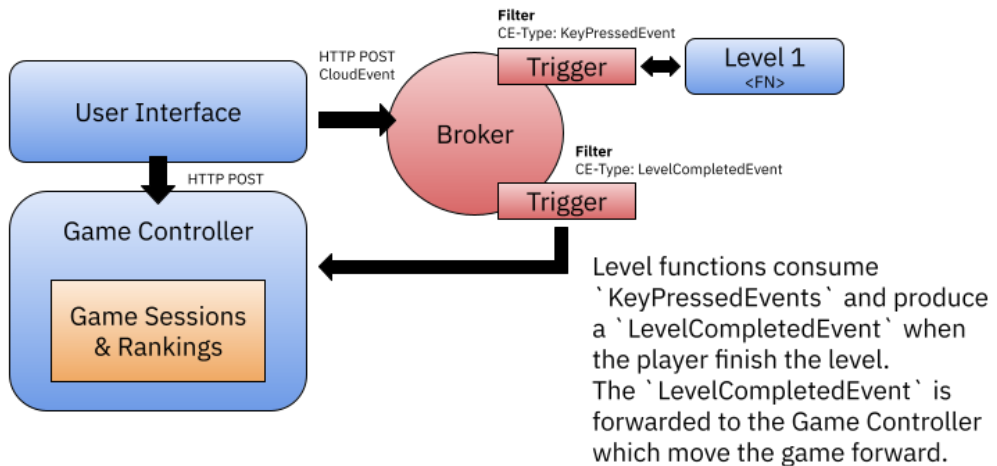 Filter
CE-Type: KeyPressedEvent
HTTP POST
CloudEvent
Trigger
Level 1
<FN>
User Interface
Broker
Filter
CE-Type: LevelCompletedEvent
HTTP POST
Trigger
Game Controller
Game Sessions
& Rankings
Level functions consume
`KeyPressedEvents` and produce
a `LevelCompletedEvent` when
the player finish the level.
The `LevelCompletedEvent` is
forwarded to the Game Controller
which move the game forward.